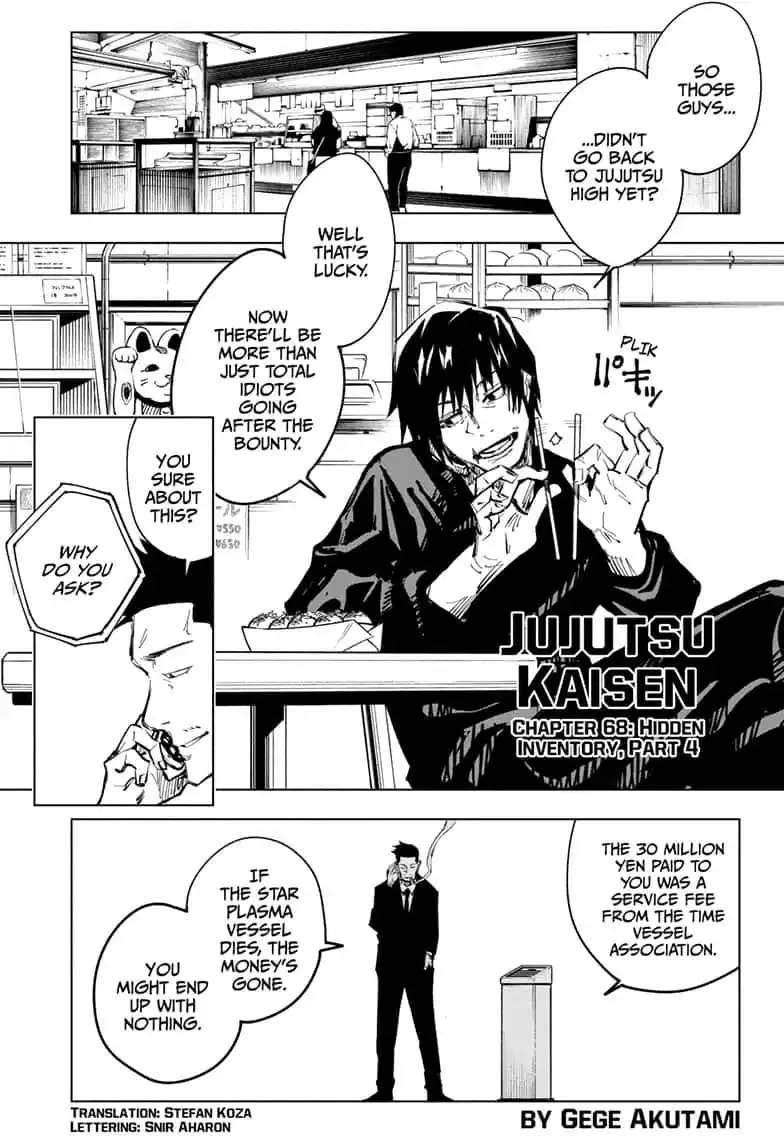 SO
THOSE
GUYS...
...DIDN'T
GO BACK
TO JUJUTSU
HIGH YET?
WELL
THAT'S
LUCKY.
NOW
THERE'LL BE
MORE THAN
JUST TOTAL
IDIOTS
GOING
AFTER THE
BOUNTY.
PLIK
パキッ
ール
¥550
¥650
YOU
SURE
ABOUT
THIS?
WHY
DO YOU
ASK?
JUJUTSU
KAISEN
CHAPTER 68: HIDDEN
INVENTORY, PART 4
THE 30 MILLION
YEN PAID TO
YOU WAS A
SERVICE FEE
FROM THE TIME
VESSEL
ASSOCIATION.
IF
THE STAR
PLASMA
VESSEL
DIES, THE
MONEY'S
GONE.
YOU
MIGHT END
UP WITH
NOTHING.
TRANSLATION: STEFAN KOZA
LETTERING: SNIR AHARON
BY GEGE AKUTAMI